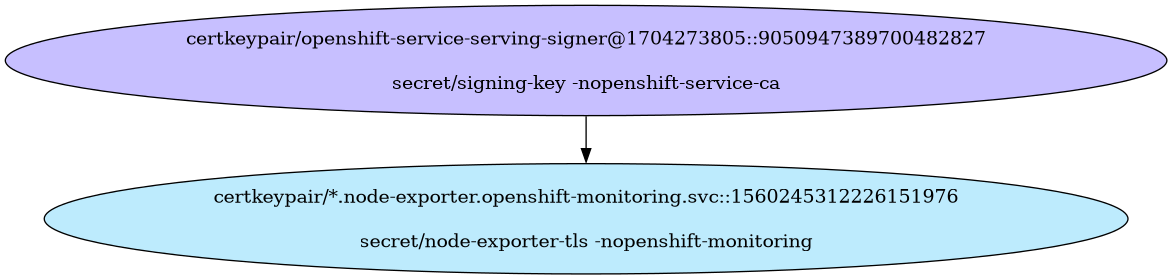 certkeypair/openshift-service-serving-signer@1704273805::9050947389700482827
secret/signing-key -nopenshift-service-ca
certkeypair/*.node-exporter.openshift-monitoring.svc::1560245312226151976
secret/node-exporter-tls -nopenshift-monitoring